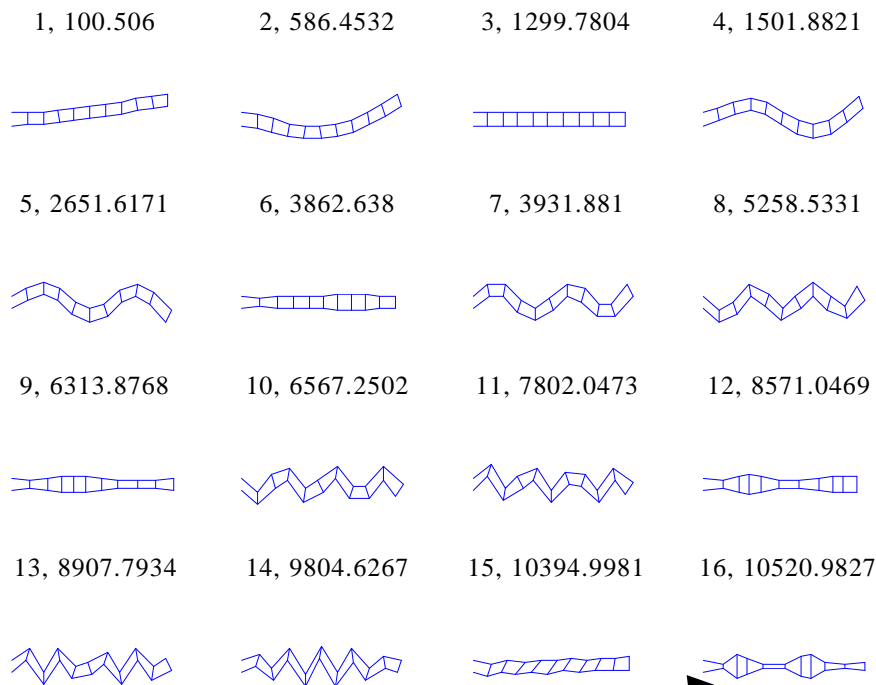 1, 100.506 2, 586.4532 3, 1299.7804 4, 1501.8821
5, 2651.6171 6, 3862.638 7, 3931.881 8, 5258.5331
9, 6313.8768 10, 6567.2502 11, 7802.0473 12, 8571.0469
13, 8907.7934 14, 9804.6267 15, 10394.9981 16, 10520.9827